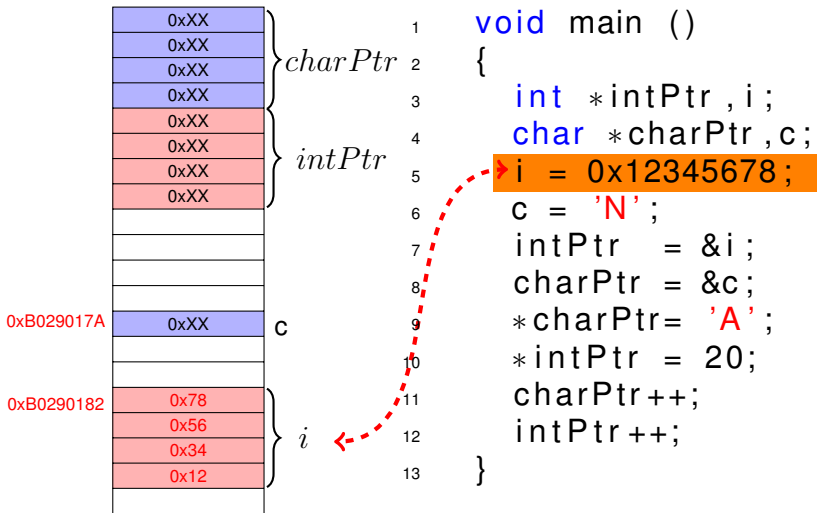 0xXX
0xXX
0xXX
0xXX
charPtr
0xXX
0xXX
0xXX
0xXX
intPtr
0xB029017A
0xXX
c
0xB0290182
0x78
0x56
0x34
0x12
i
1 void main ()
2 {
3 int *intPtr ,i;
4 char *charPtr ,c;
5 i = 0x12345678;
6 c = 'N';
7 intPtr = &i;
8 charPtr = &c;
9 *charPtr= 'A';
10 *intPtr = 20;
11 charPtr++;
12 intPtr++;
13 }